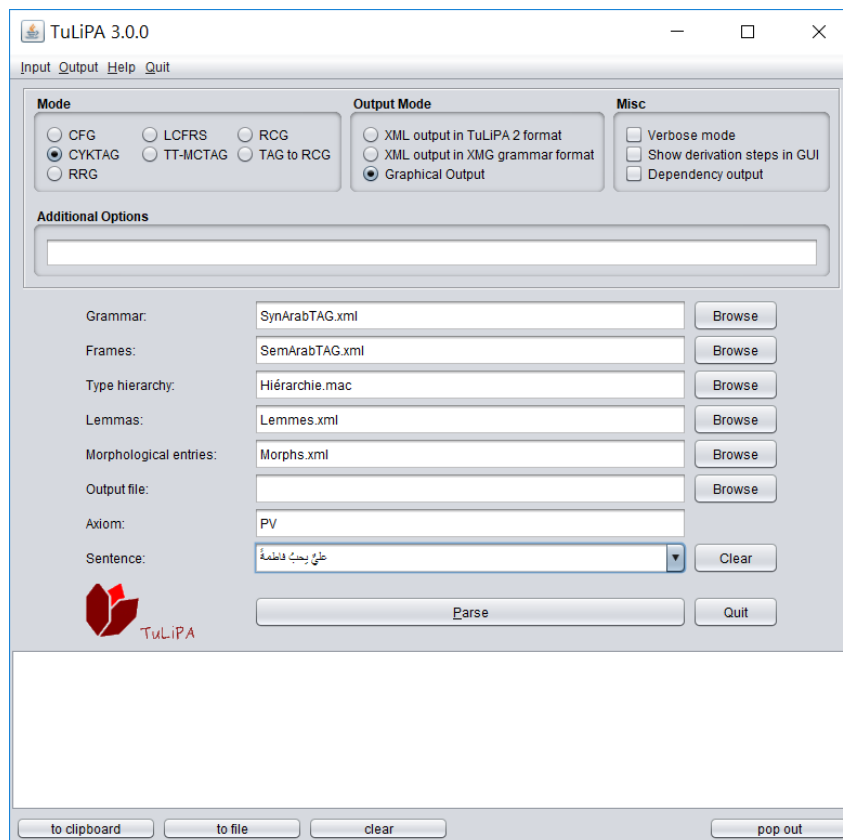 TuLiPA 3.0.0
Input Output Help Quit
Mode Output Mode Misc
CFG LCFRS RCG XML output in TuLiPA 2 format Verbose mode
CYKTAG TT-MCTAG TAG to RCG XML output in XMG grammar format Show derivation steps in GUI
RRG Graphical Output Dependency output
Additional Options
Grammar: SynArabTAG.xml Browse
Frames: SemArabTAG.xml Browse
Type hierarchy: Hiérarchie.mac Browse
Lemmas: Lemmes.xml Browse
Morphological entries: Morphs.xml Browse
Output file: Browse
Axiom: PV
Sentence: عليٌ يحبُ فاطمةً Clear
Parse Quit
TuLiPA
to clipboard to file clear pop out